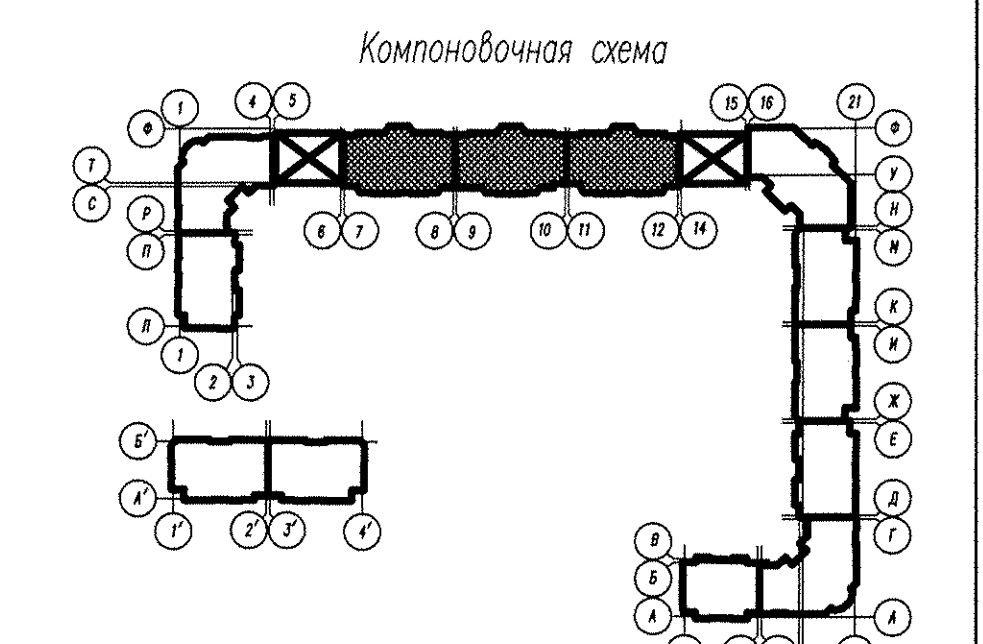 Компоновочная схема
1 4 5 15 16 21
Ф Ф
Т У
С
Р Н
П 6 7 8 9 10 11 12 14 М
Л К
1 И
2 3
Ж
Б' Е
А' Д
1' 2' 3' 4' Г
В
Б
А А